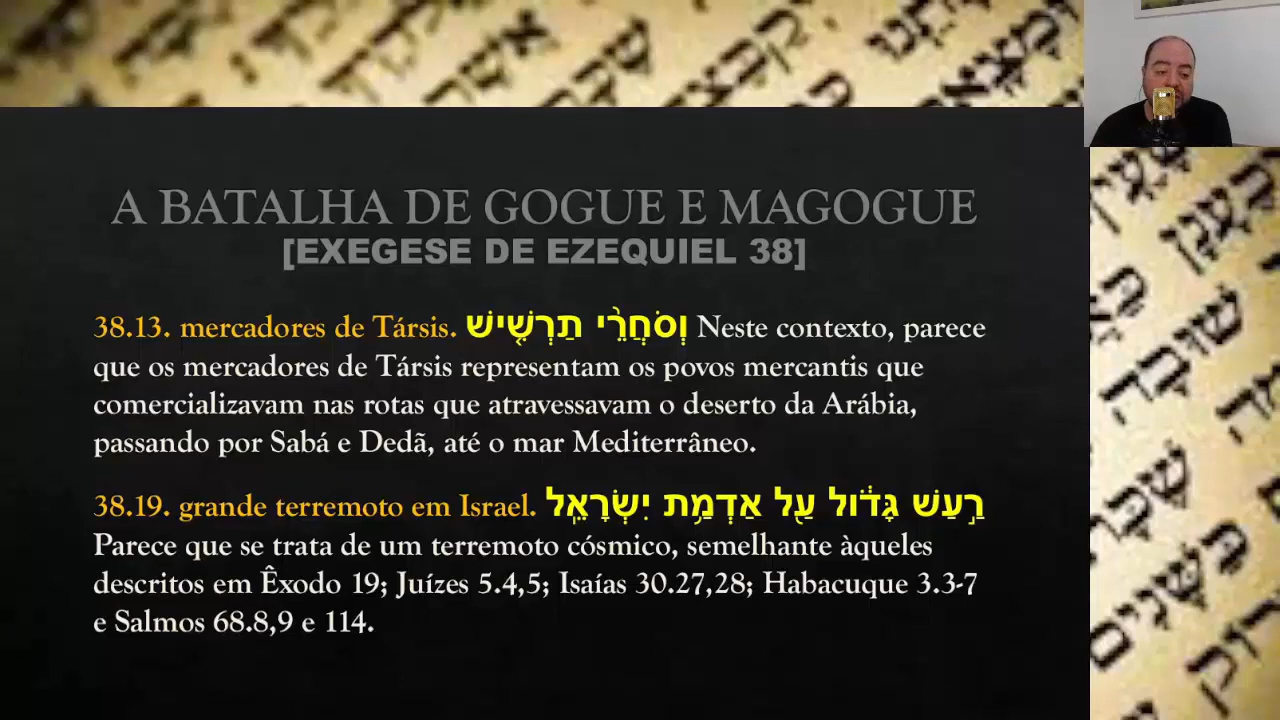 A BATALHA DE GOGUE E MAGOGUE
[EXEGESE DE EZEQUIEL 38]
38.13. mercadores de Társis. וְסֹחֲרֵ֨י תַרְשִׁ֤ישׁ Neste contexto, parece
que os mercadores de Társis representam os povos mercantis que
comercializavam nas rotas que atravessavam o deserto da Arábia,
passando por Sabá e Dedã, até o mar Mediterrâneo.
38.19. grande terremoto em Israel. רַ֣עַשׁ גָּד֔וֹל עַ֖ל אַדְמַ֥ת יִשְׂרָאֵֽל
Parece que se trata de um terremoto cósmico, semelhante àqueles
descritos em Êxodo 19; Juízes 5.4,5; Isaías 30.27,28; Habacuque 3.3-7
e Salmos 68.8,9 e 114.